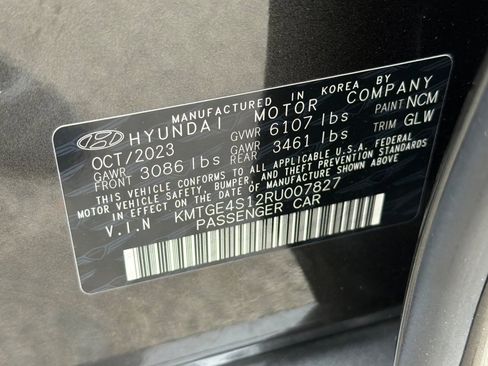 MANUFACTURED IN KOREA BY
HYUNDAI MOTOR COMPANY
OCT/2023 GVWR 6107 lbs PAINT NCM
GAWR FRONT 3086 lbs GAWR REAR 3461 lbs TRIM GLW
THIS VEHICLE CONFORMS TO ALL APPLICABLE U.S.A. FEDERAL
MOTOR VEHICLE SAFETY, BUMPER, AND THEFT PREVENTION STANDARDS
IN EFFECT ON THE DATE OF MANUFACTURE SHOWN ABOVE.
V.I.N KMTGE4S12RU007827
PASSENGER CAR